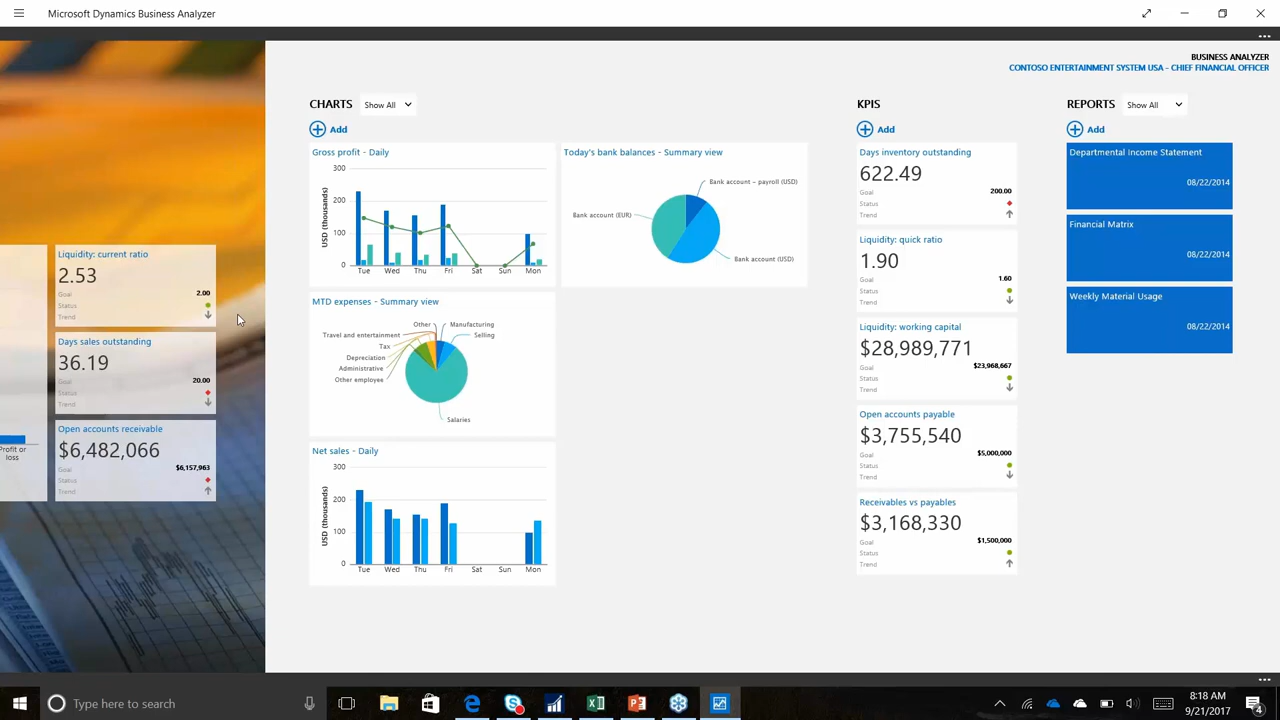 Microsoft Dynamics Business Analyzer
BUSINESS ANALYZER
CONTOSO ENTERTAINMENT SYSTEM USA - CHIEF FINANCIAL OFFICER
Profit or
loss
Liquidity: current ratio
2.53
Goal 2.00
Status
Trend
Days sales outstanding
36.19
Goal 20.00
Status
Trend
Open accounts receivable
$6,482,066
Goal $6,157,963
Status
Trend
CHARTS Show All
Add
Gross profit - Daily
USD (thousands)
300
200
100
0
Tue Wed Thu Fri Sat Sun Mon
Today's bank balances - Summary view
Bank account - payroll (USD)
Bank account (EUR)
Bank account (USD)
MTD expenses - Summary view
Other Manufacturing
Travel and entertainment Selling
Tax
Depreciation
Administrative
Other employee
Salaries
Net sales - Daily
USD (thousands)
300
200
100
0
Tue Wed Thu Fri Sat Sun Mon
KPIS
Add
Days inventory outstanding
622.49
Goal 200.00
Status
Trend
Liquidity: quick ratio
1.90
Goal 1.60
Status
Trend
Liquidity: working capital
$28,989,771
Goal $23,968,667
Status
Trend
Open accounts payable
$3,755,540
Goal $5,000,000
Status
Trend
Receivables vs payables
$3,168,330
Goal $1,500,000
Status
Trend
REPORTS Show All
Add
Departmental Income Statement
08/22/2014
Financial Matrix
08/22/2014
Weekly Material Usage
08/22/2014
Type here to search
8:18 AM
9/21/2017
4